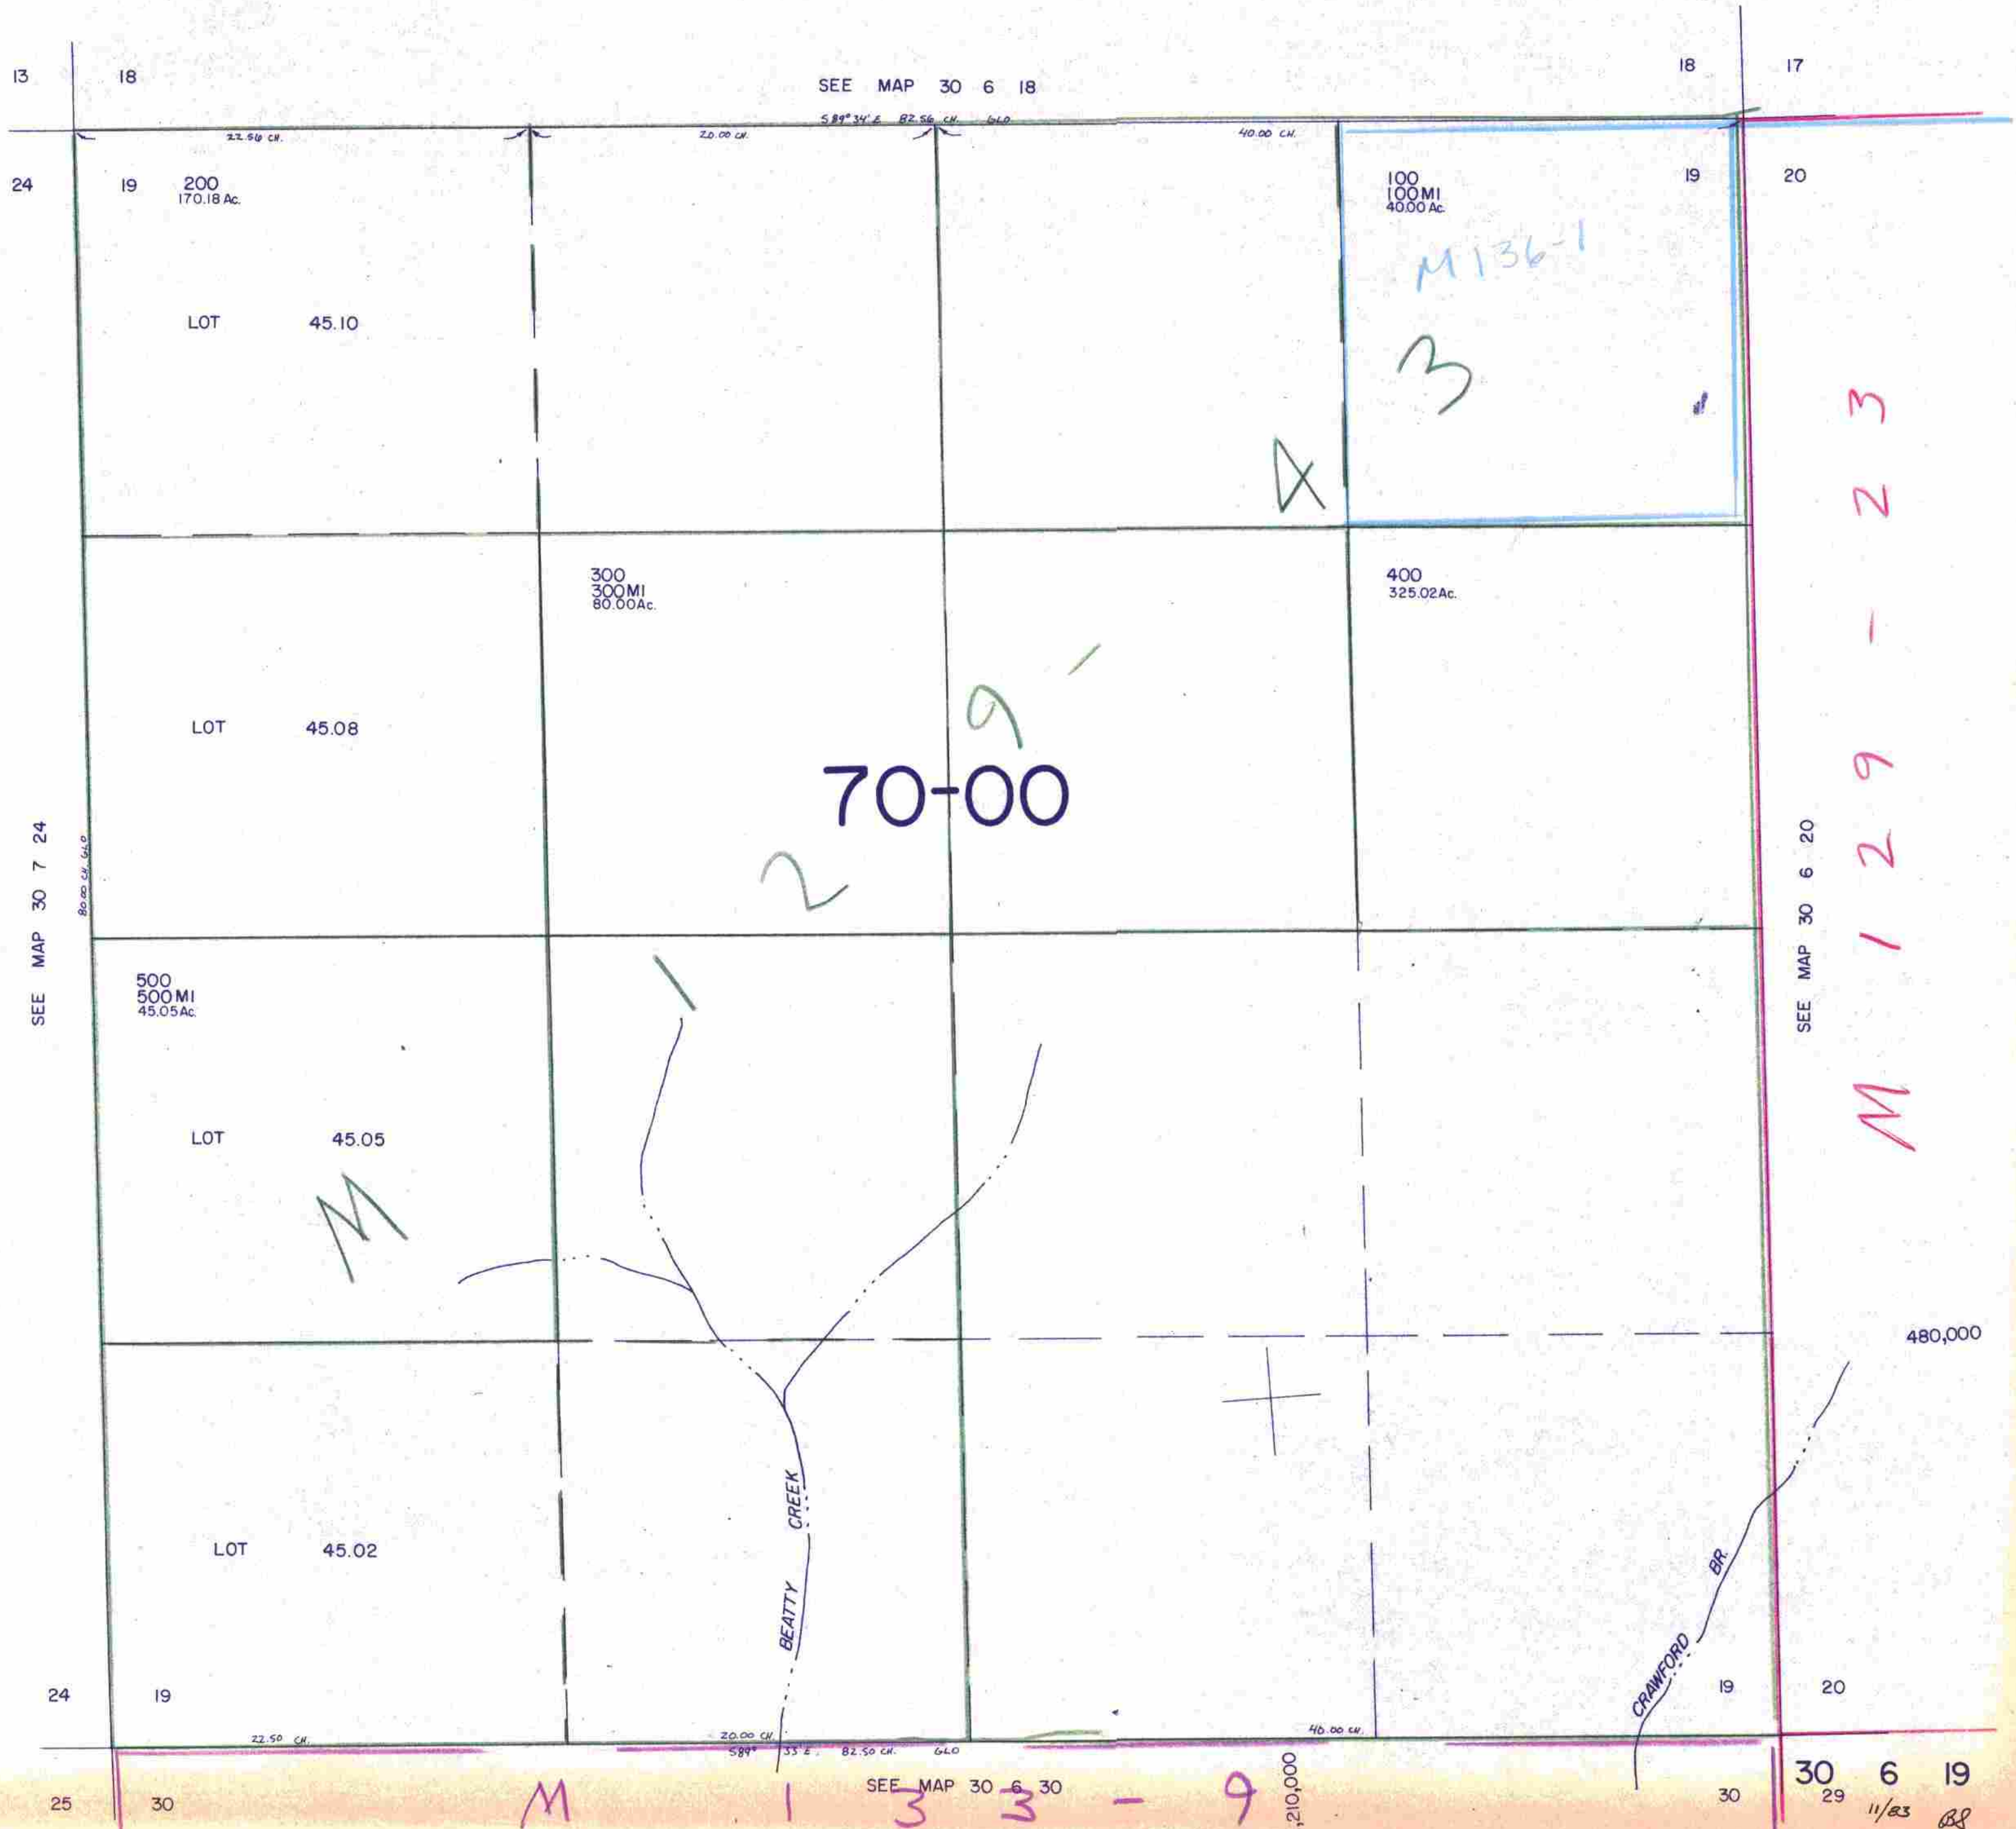 13
18
SEE MAP 30 6 18
18
17
S89°34'E 82.56 CH. GLO
22.56 CH.
20.00 CH.
40.00 CH.
24
19
200
170.18 Ac.
100
100MI
40.00 Ac.
19
20
M136-1
LOT 45.10
3
4
M129-23
300
300MI
80.00Ac.
400
325.02Ac.
LOT 45.08
M129-
70-00
SEE MAP 30 7 24
80.00 CH. GLO
SEE MAP 30 6 20
500
500MI
45.05Ac.
LOT 45.05
480,000
LOT 45.02
BEATTY CREEK
CRAWFORD BR.
24
19
19
20
22.50 CH.
20.00 CH.
40.00 CH.
S89° 33'E. 82.50 CH. GLO
SEE MAP 30 6 30
M133-9
,210,000
25
30
30
29
30 6 19
11/83